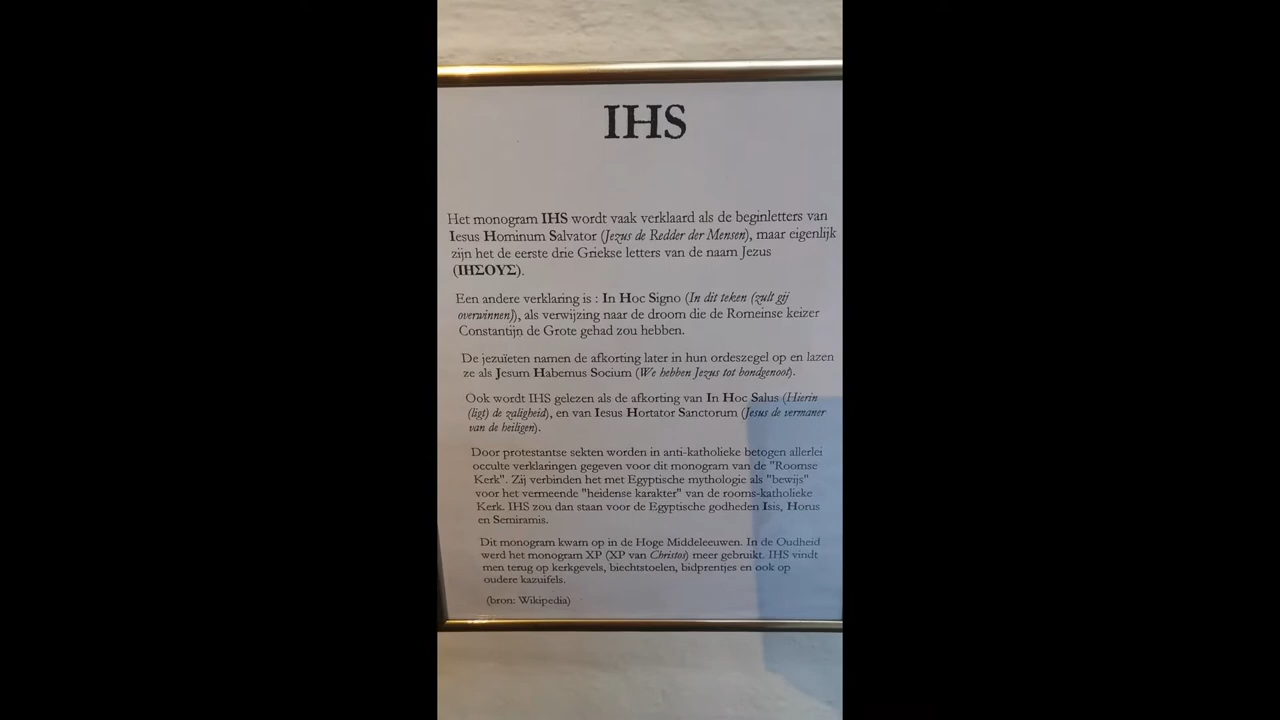 IHS
Het monogram IHS wordt vaak verklaard als de beginletters van
Iesus Hominum Salvator (Jezus de Redder der Mensen), maar eigenlijk
zijn het de eerste drie Griekse letters van de naam Jezus
(ΙΗΣΟΥΣ).
Een andere verklaring is : In Hoc Signo (In dit teken (zult gij
overwinnen)), als verwijzing naar de droom die de Romeinse keizer
Constantijn de Grote gehad zou hebben.
De jezuïeten namen de afkorting later in hun ordeszegel op en lazen
ze als Jesum Habemus Socium (We hebben Jezus tot bondgenoot).
Ook wordt IHS gelezen als de afkorting van In Hoc Salus (Hierin
(ligt) de zaligheid), en van Iesus Hortator Sanctorum (Jesus de vermaner
van de heiligen).
Door protestantse sekten worden in anti-katholieke betogen allerlei
occulte verklaringen gegeven voor dit monogram van de "Roomse
Kerk". Zij verbinden het met Egyptische mythologie als "bewijs"
voor het vermeende "heidense karakter" van de rooms-katholieke
Kerk. IHS zou dan staan voor de Egyptische godheden Isis, Horus
en Semiramis.
Dit monogram kwam op in de Hoge Middeleeuwen. In de Oudheid
werd het monogram XP (XP van Christos) meer gebruikt. IHS vindt
men terug op kerkgevels, biechtstoelen, bidprentjes en ook op
oudere kazuifels.
(bron: Wikipedia)